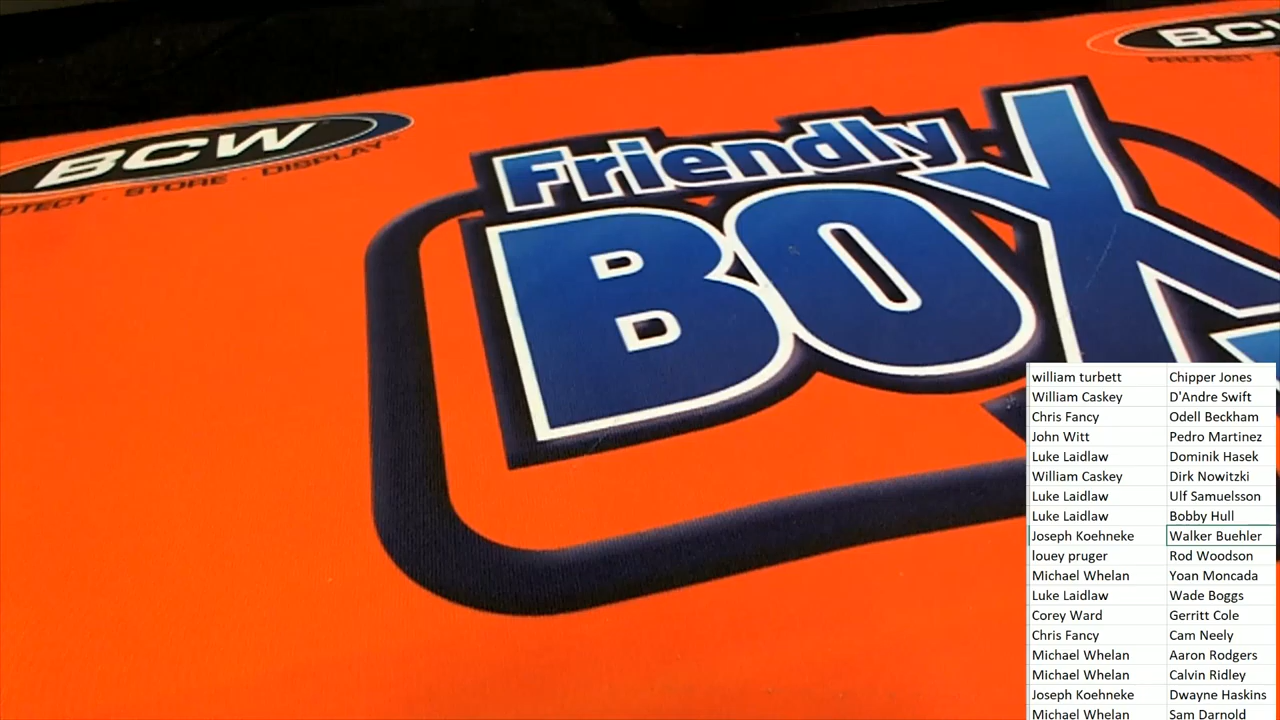 BCW
PROTECT ·
BCW
OTECT · STORE · DISPLAY™
Friendly
BOX
william turbett Chipper Jones
William Caskey D'Andre Swift
Chris Fancy Odell Beckham
John Witt Pedro Martinez
Luke Laidlaw Dominik Hasek
William Caskey Dirk Nowitzki
Luke Laidlaw Ulf Samuelsson
Luke Laidlaw Bobby Hull
Joseph Koehneke Walker Buehler
louey pruger Rod Woodson
Michael Whelan Yoan Moncada
Luke Laidlaw Wade Boggs
Corey Ward Gerritt Cole
Chris Fancy Cam Neely
Michael Whelan Aaron Rodgers
Michael Whelan Calvin Ridley
Joseph Koehneke Dwayne Haskins
Michael Whelan Sam Darnold